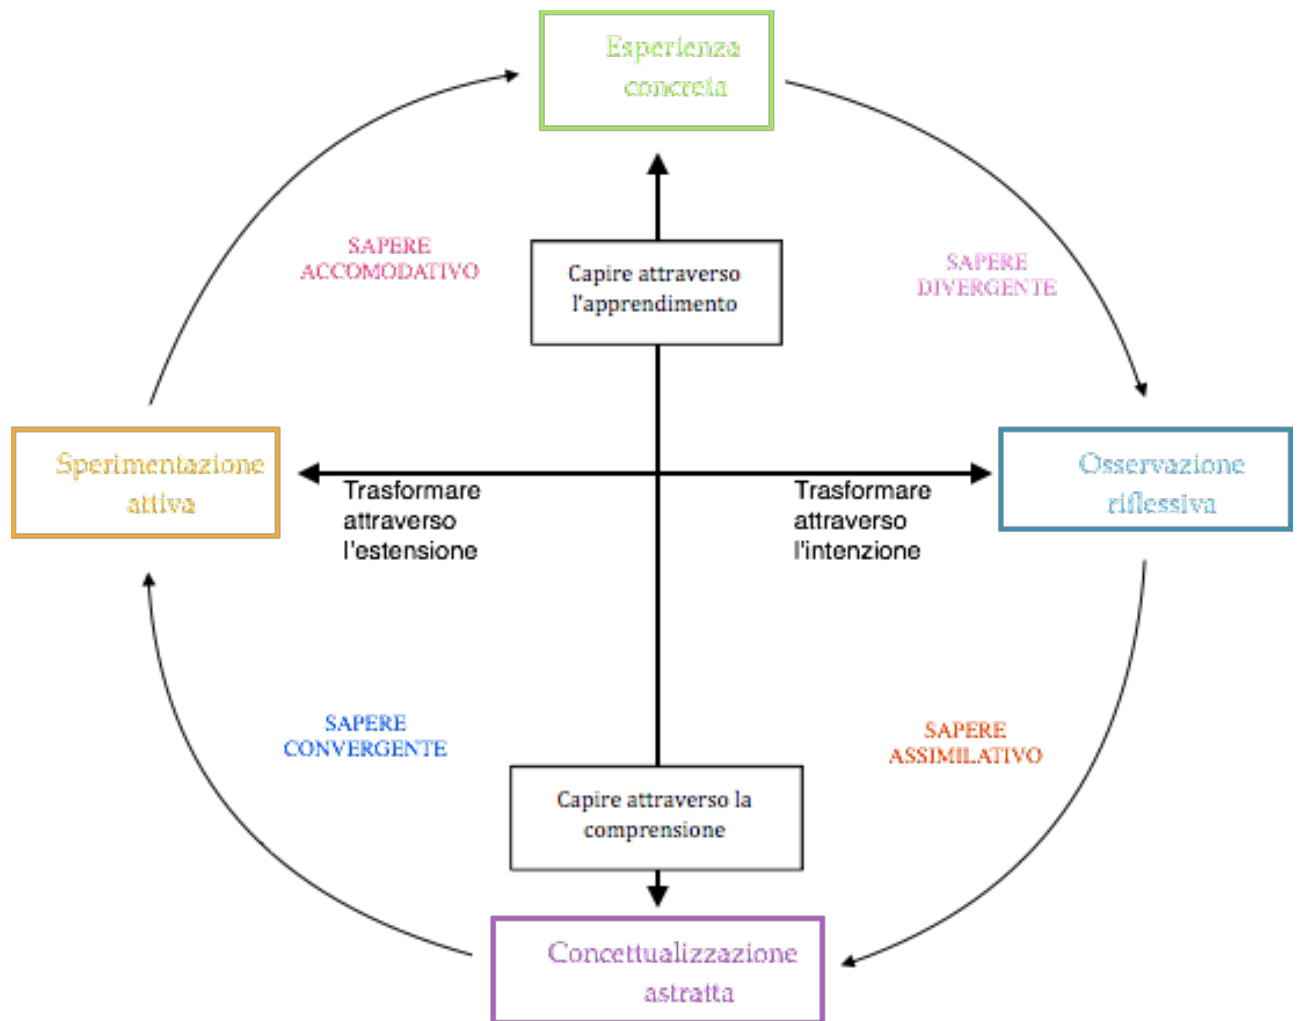 Esperienza
concreta
SAPERE
ACCOMODATIVO
Capire attraverso
l'apprendimento
SAPERE
DIVERGENTE
Sperimentazione
attiva
Osservazione
riflessiva
Trasformare
attraverso
l'estensione
Trasformare
attraverso
l'intenzione
SAPERE
CONVERGENTE
SAPERE
ASSIMILATIVO
Capire attraverso la
comprensione
Concettualizzazione
astratta